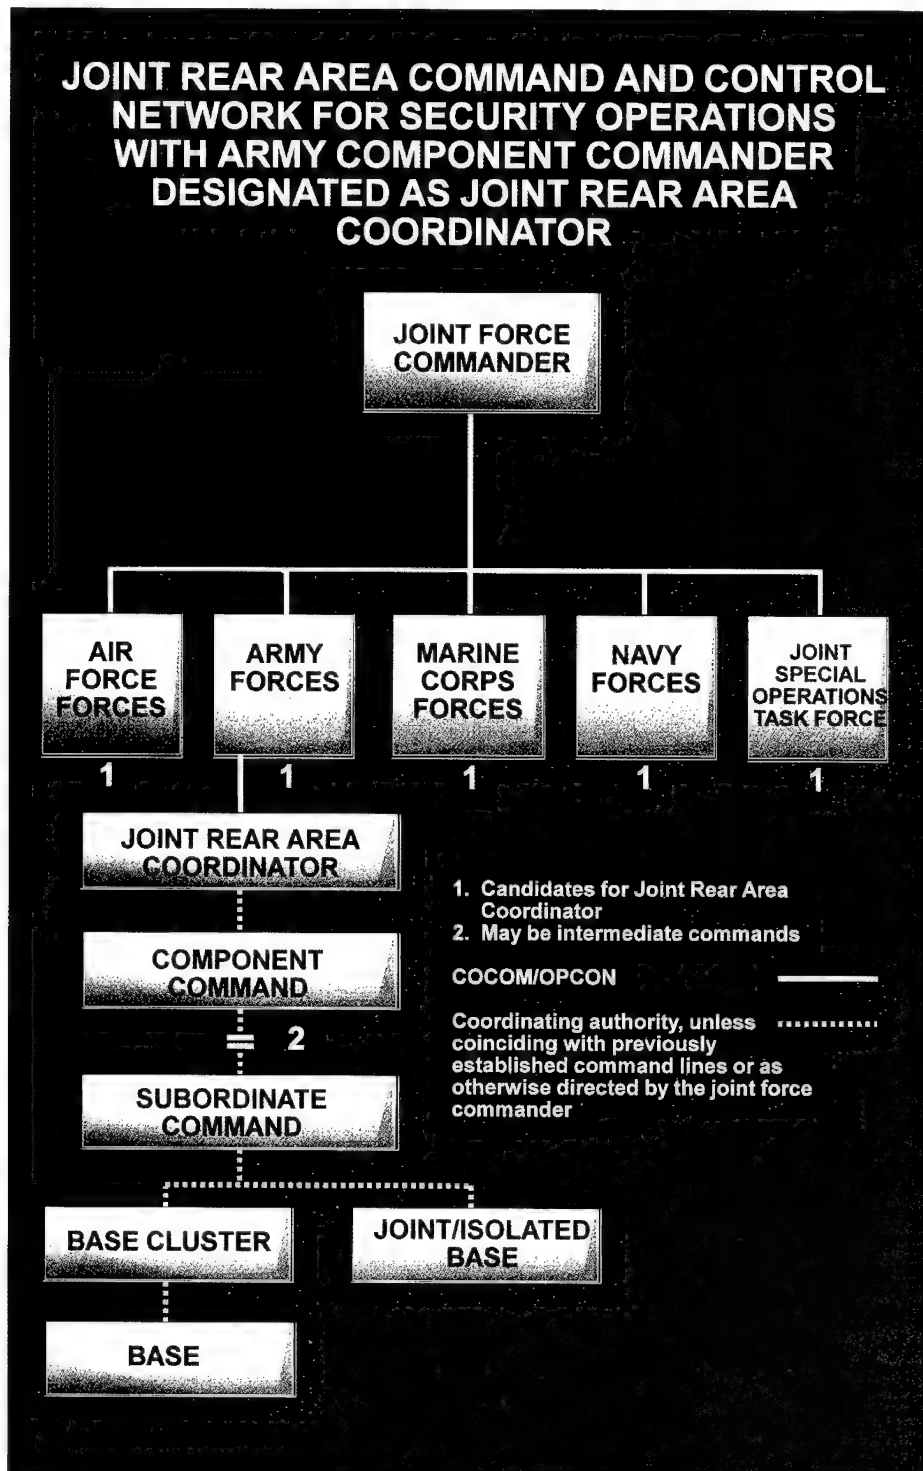 JOINT REAR AREA COMMAND AND CONTROL
NETWORK FOR SECURITY OPERATIONS
WITH ARMY COMPONENT COMMANDER
DESIGNATED AS JOINT REAR AREA
COORDINATOR
JOINT FORCE
COMMANDER
AIR
FORCE
FORCES
1
ARMY
FORCES
1
MARINE
CORPS
FORCES
1
NAVY
FORCES
1
JOINT
SPECIAL
OPERATIONS
TASK FORCE
1
JOINT REAR AREA
COORDINATOR
COMPONENT
COMMAND
2
SUBORDINATE
COMMAND
BASE CLUSTER
JOINT/ISOLATED
BASE
BASE
1. Candidates for Joint Rear Area
Coordinator
2. May be intermediate commands
COCOM/OPCON
Coordinating authority, unless
coinciding with previously
established command lines or as
otherwise directed by the joint force
commander